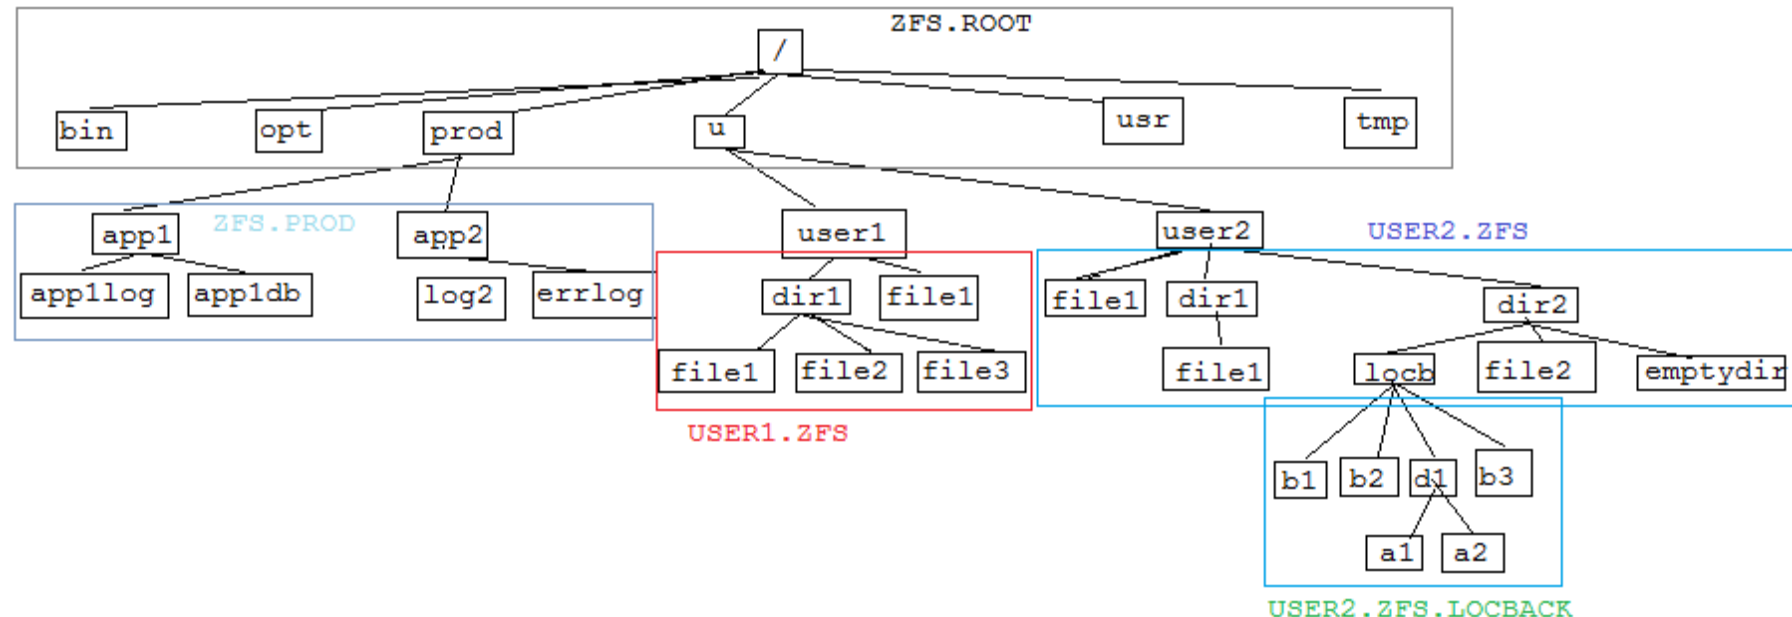 ZFS.ROOT
/
bin
opt
prod
u
usr
tmp
ZFS.PROD
app1
app2
user1
user2
USER2.ZFS
app1log
app1db
log2
errlog
dir1
file1
file1
dir1
dir2
file1
file2
file3
file1
locb
file2
emptydir
USER1.ZFS
b1
b2
d1
b3
a1
a2
USER2.ZFS.LOCBACK